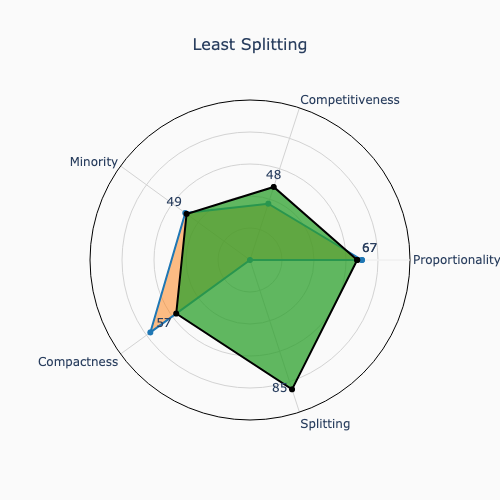 Least Splitting
Competitiveness
Minority
48
49
67
Proportionality
57
Compactness
85
Splitting